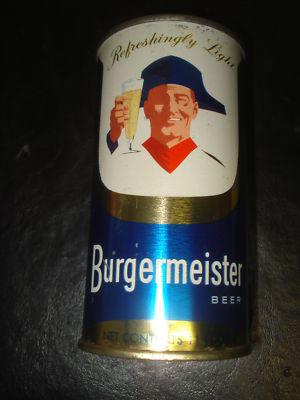 Refreshingly Light
Burgermeister
BEER
NET CONTENTS